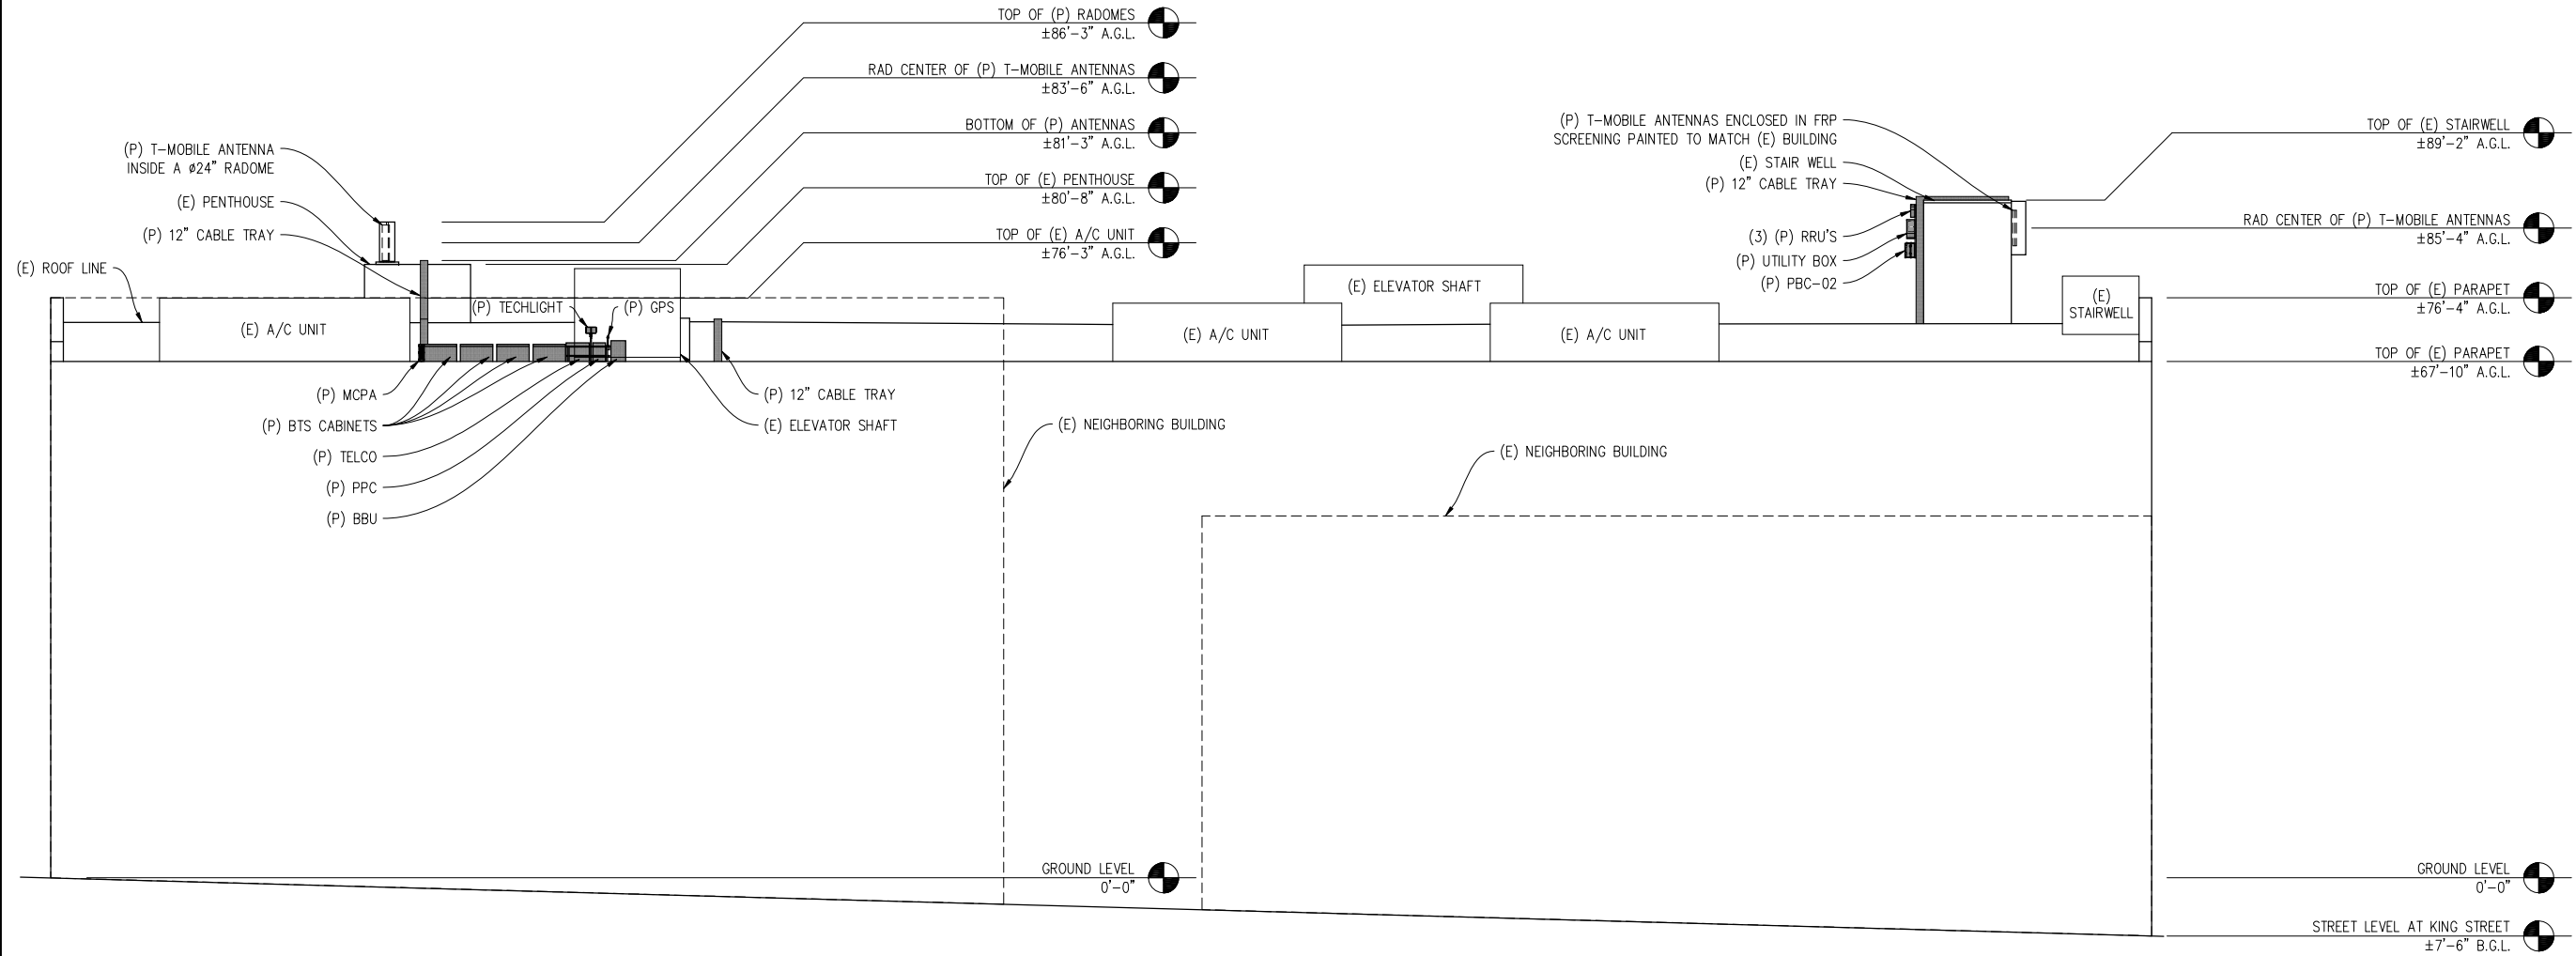 TOP OF (P) RADOMES
±86'-3" A.G.L.
RAD CENTER OF (P) T-MOBILE ANTENNAS
±83'-6" A.G.L.
BOTTOM OF (P) ANTENNAS
±81'-3" A.G.L.
TOP OF (E) PENTHOUSE
±80'-8" A.G.L.
TOP OF (E) A/C UNIT
±76'-3" A.G.L.
(P) T-MOBILE ANTENNA
INSIDE A ø24" RADOME
(E) PENTHOUSE
(P) 12" CABLE TRAY
(E) ROOF LINE
(E) A/C UNIT
(P) TECHLIGHT
(P) GPS
(P) MCPA
(P) BTS CABINETS
(P) TELCO
(P) PPC
(P) BBU
(P) 12" CABLE TRAY
(E) ELEVATOR SHAFT
(E) NEIGHBORING BUILDING
(E) NEIGHBORING BUILDING
(E) A/C UNIT
(E) ELEVATOR SHAFT
(E) A/C UNIT
(P) T-MOBILE ANTENNAS ENCLOSED IN FRP
SCREENING PAINTED TO MATCH (E) BUILDING
(E) STAIR WELL
(P) 12" CABLE TRAY
(3) (P) RRU'S
(P) UTILITY BOX
(P) PBC-02
(E)
STAIRWELL
TOP OF (E) STAIRWELL
±89'-2" A.G.L.
RAD CENTER OF (P) T-MOBILE ANTENNAS
±85'-4" A.G.L.
TOP OF (E) PARAPET
±76'-4" A.G.L.
TOP OF (E) PARAPET
±67'-10" A.G.L.
GROUND LEVEL
0'-0"
GROUND LEVEL
0'-0"
STREET LEVEL AT KING STREET
±7'-6" B.G.L.